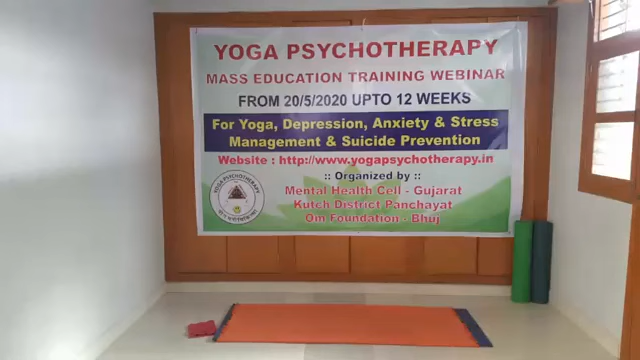 YOGA PSYCHOTHERAPY
MASS EDUCATION TRAINING WEBINAR
FROM 20/5/2020 UPTO 12 WEEKS
For Yoga, Depression, Anxiety & Stress
Management & Suicide Prevention
Website : http://www.yogapsychotherapy.in
:: Organized by ::
Mental Health Cell - Gujarat
Kutch District Panchayat
Om Foundation - Bhuj
YOGA PSYCHOTHERAPY